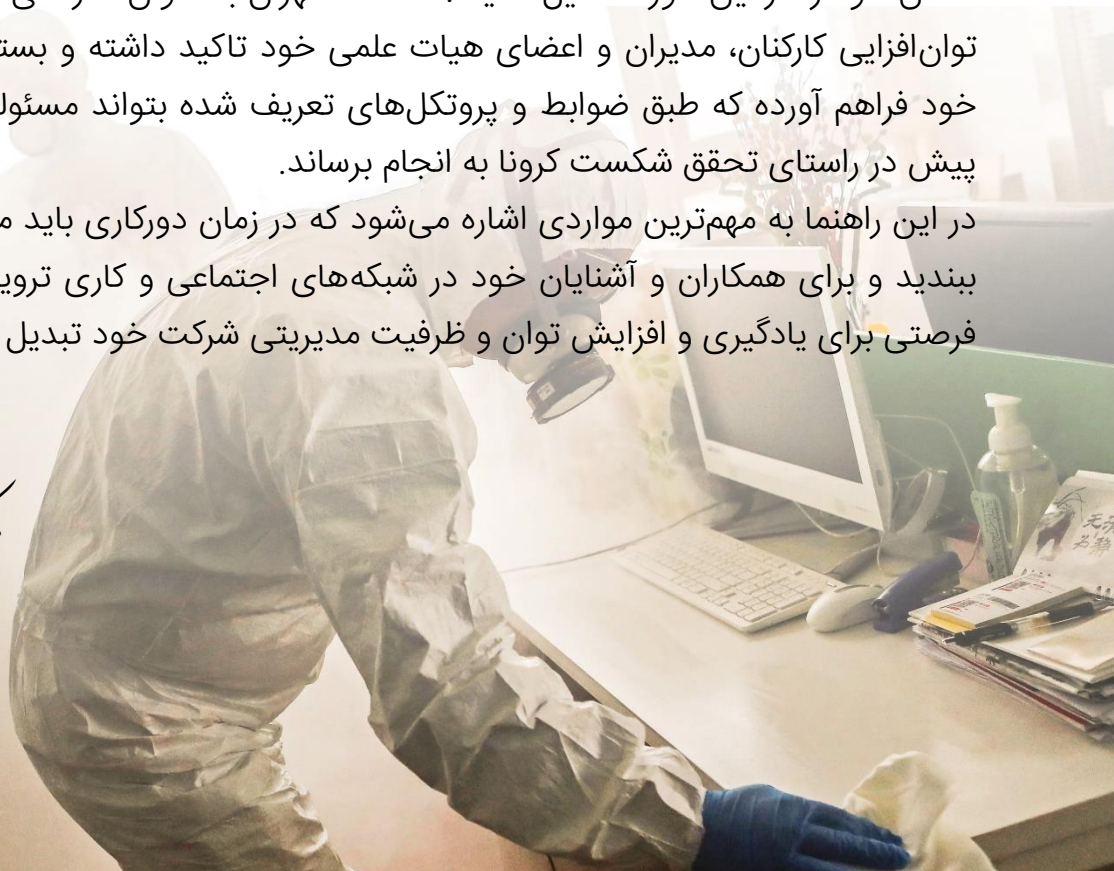 توان‌افزایی کارکنان، مدیران و اعضای هیات علمی خود تاکید داشته و
خود فراهم آورده که طبق ضوابط و پروتکل‌های تعریف شده بتواند
پیش در راستای تحقق شکست کرونا به انجام برساند.
در این راهنما به مهم‌ترین مواردی اشاره می‌شود که در زمان دورکاری باید
ببندید و برای همکاران و آشنایان خود در شبکه‌های اجتماعی و کاری
فرصتی برای یادگیری و افزایش توان و ظرفیت مدیریتی شرکت خود تبدیل